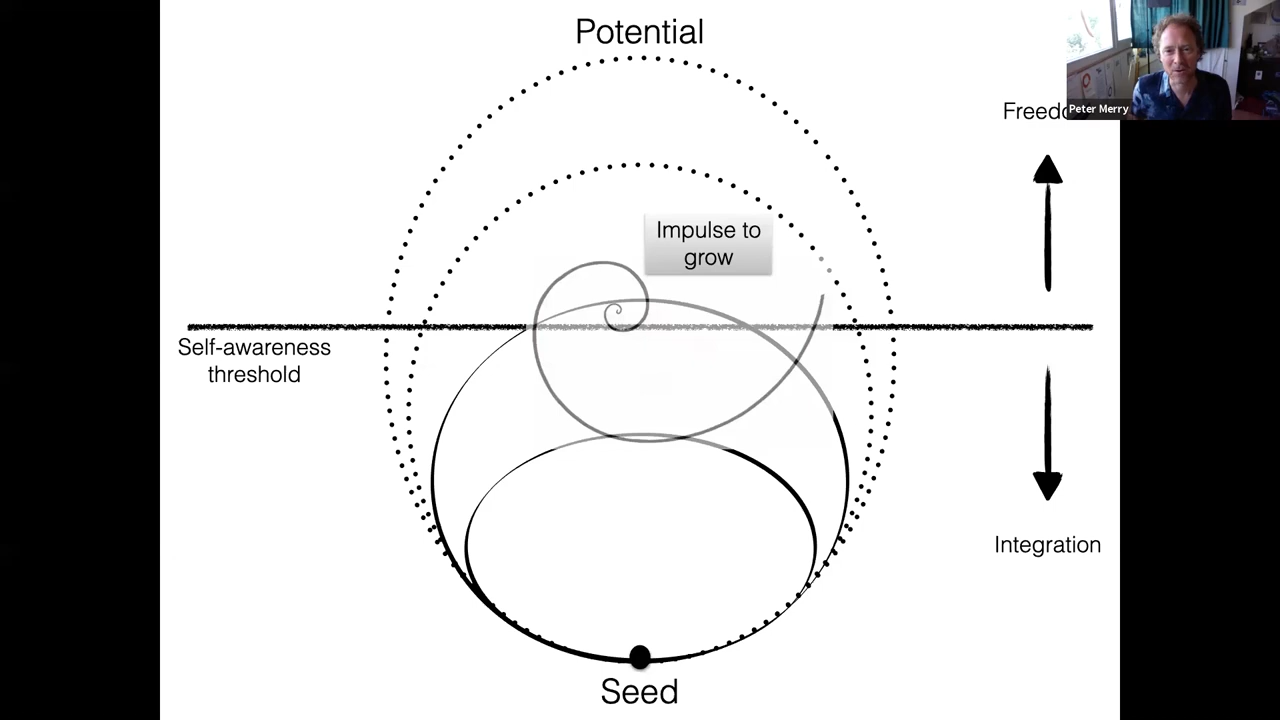 Potential
Peter Merry
Impulse to
grow
Self-awareness
threshold
Integration
Seed